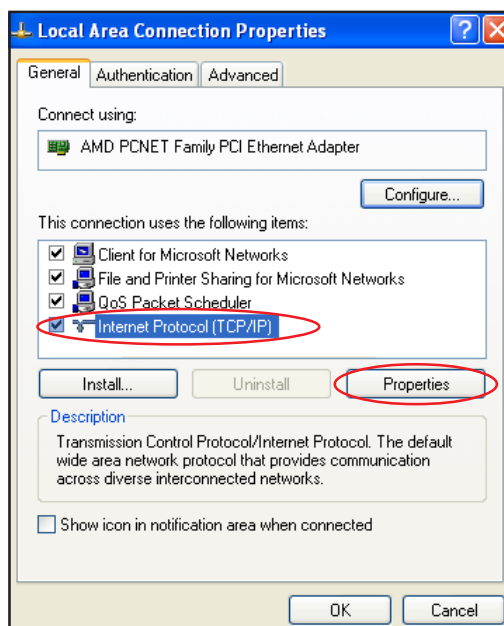 Local Area Connection Properties
General Authentication Advanced
Connect using:
AMD PCNET Family PCI Ethernet Adapter
Configure...
This connection uses the following items:
Client for Microsoft Networks
File and Printer Sharing for Microsoft Networks
QoS Packet Scheduler
Internet Protocol (TCP/IP)
Install... Uninstall Properties
Description
Transmission Control Protocol/Internet Protocol. The default
wide area network protocol that provides communication
across diverse interconnected networks.
Show icon in notification area when connected
OK Cancel